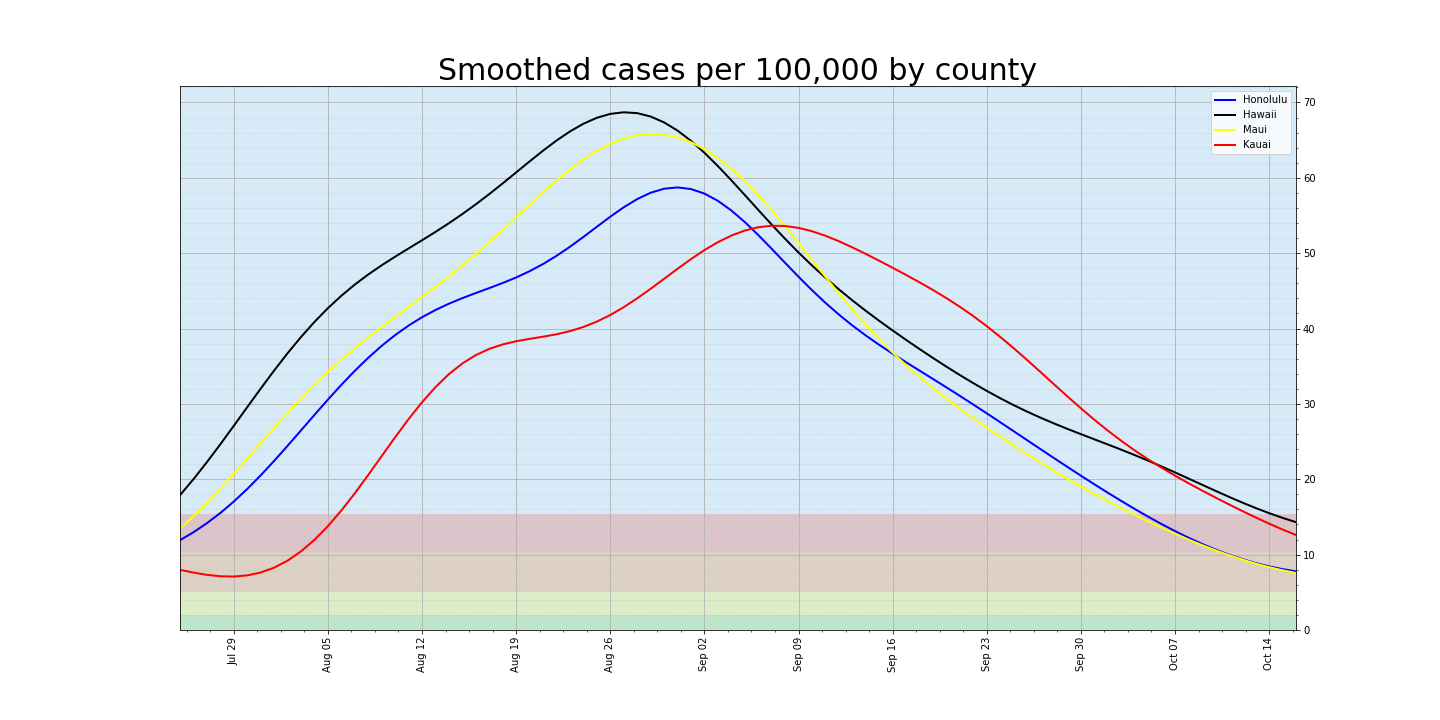 Smoothed cases per 100,000 by county
Honolulu
Hawaii
Maui
Kauai
70
60
50
40
30
20
10
0
Jul 29
Aug 05
Aug 12
Aug 19
Aug 26
Sep 02
Sep 09
Sep 16
Sep 23
Sep 30
Oct 07
Oct 14